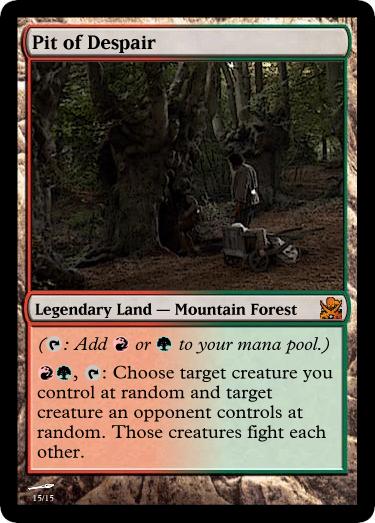 Pit of Despair
Legendary Land — Mountain Forest
(: Add or to your mana pool.)
, : Choose target creature you
control at random and target
creature an opponent controls at
random. Those creatures fight each
other.
15/15